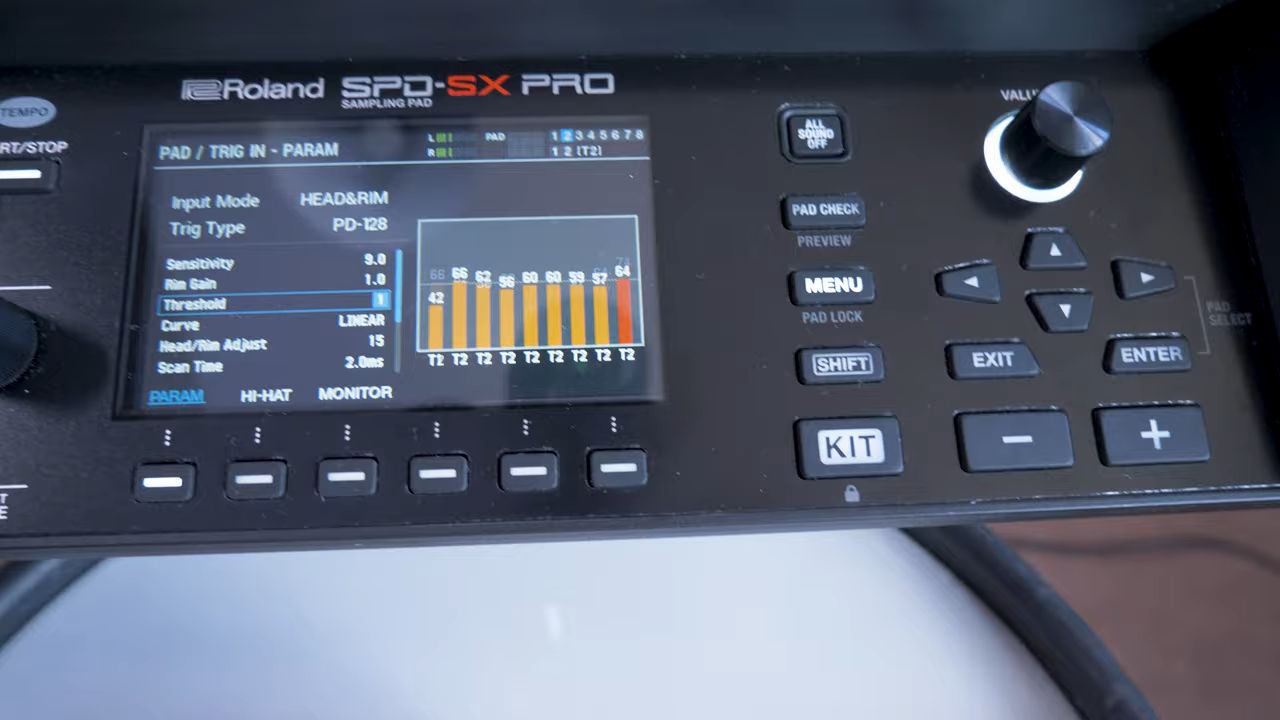 Roland SPD-SX PRO
SAMPLING PAD
TEMPO
RT/STOP
PAD / TRIG IN - PARAM
L PAD 1 2 3 4 5 6 7 8
R 1 2 (T2)
Input Mode HEAD&RIM
Trig Type PD-128
Sensitivity 9.0
Rim Gain 1.0
Threshold 1
Curve LINEAR
Head/Rim Adjust 15
Scan Time 2.0ms
42 66 62 56 60 60 59 57 64
T2 T2 T2 T2 T2 T2 T2 T2 T2
PARAM HI-HAT MONITOR
ALL
SOUND
OFF
PAD CHECK
PREVIEW
MENU
PAD LOCK
SHIFT
KIT
VALU
PAD
SELECT
EXIT
ENTER
T
E